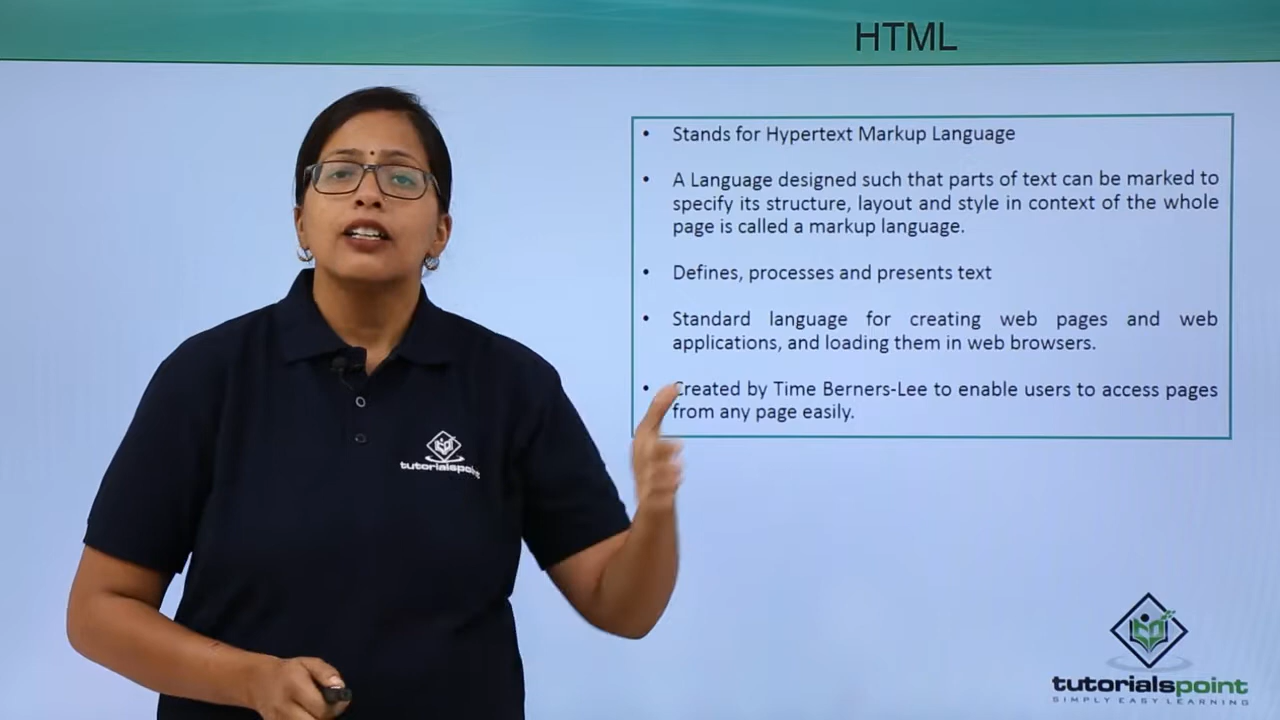 HTML
• Stands for Hypertext Markup Language
• A Language designed such that parts of text can be marked to
specify its structure, layout and style in context of the whole
page is called a markup language.
• Defines, processes and presents text
• Standard language for creating web pages and web
applications, and loading them in web browsers.
• Created by Time Berners-Lee to enable users to access pages
from any page easily.
tutorialspoint
tutorialspoint
SIMPLY EASY LEARNING